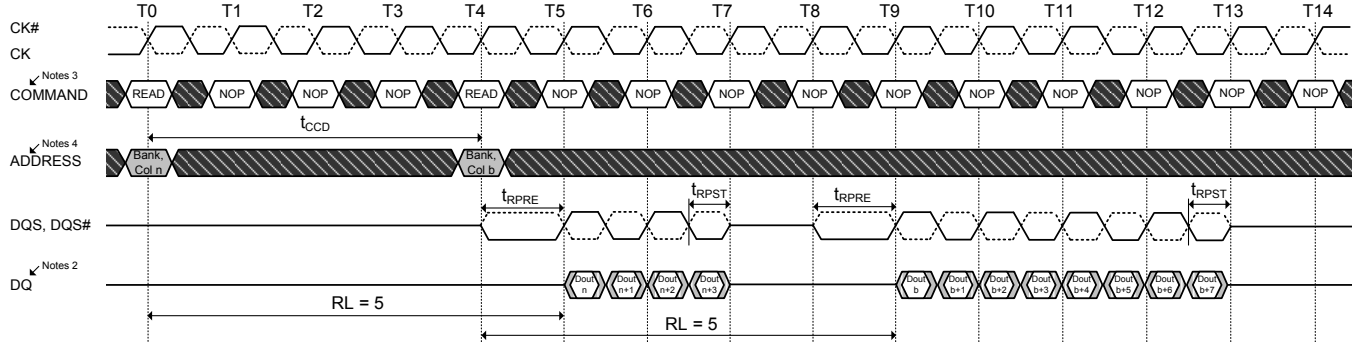 T0 T1 T2 T3 T4 T5 T6 T7 T8 T9 T10 T11 T12 T13 T14
CK#
CK
Notes 3
COMMAND READ NOP NOP NOP READ NOP NOP NOP NOP NOP NOP NOP NOP NOP NOP
tCCD
Notes 4
ADDRESS Bank, Col n Bank, Col b
tRPRE tRPST tRPRE tRPST
DQS, DQS#
Notes 2
DQ Dout n Dout n+1 Dout n+2 Dout n+3 Dout b Dout b+1 Dout b+2 Dout b+3 Dout b+4 Dout b+5 Dout b+6 Dout b+7
RL = 5
RL = 5